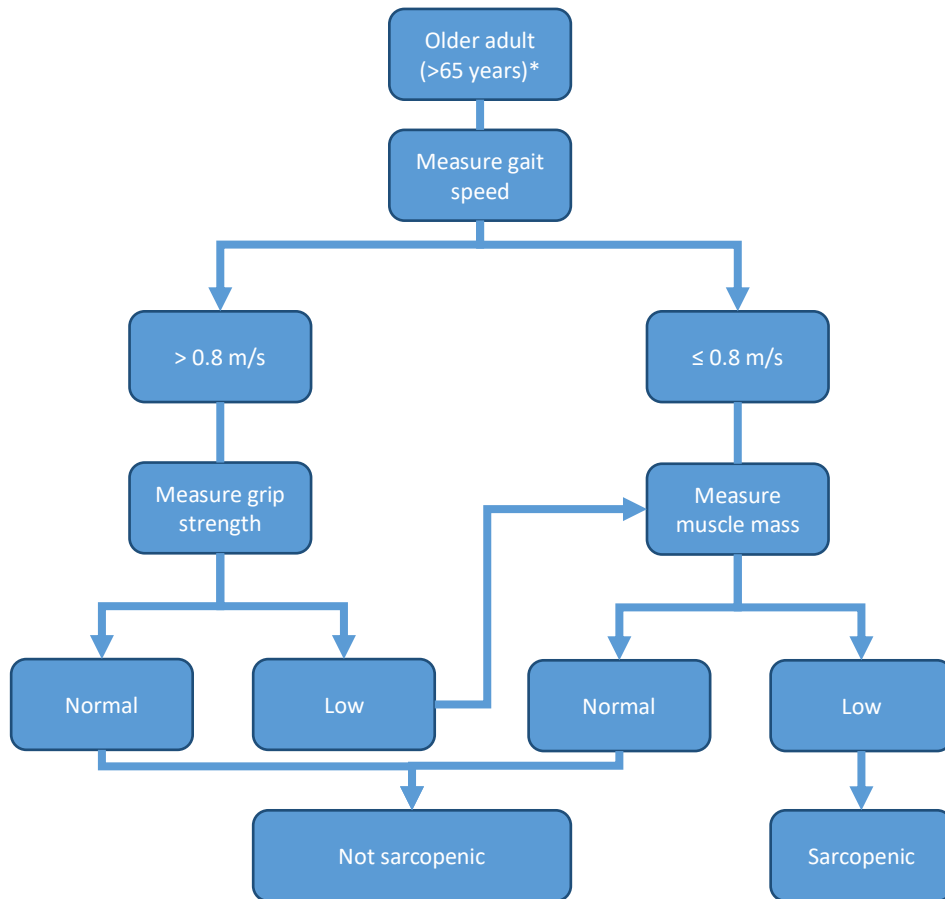 Older adult
(>65 years)*
Measure gait
speed
> 0.8 m/s
≤ 0.8 m/s
Measure grip
strength
Measure
muscle mass
Normal
Low
Normal
Low
Not sarcopenic
Sarcopenic